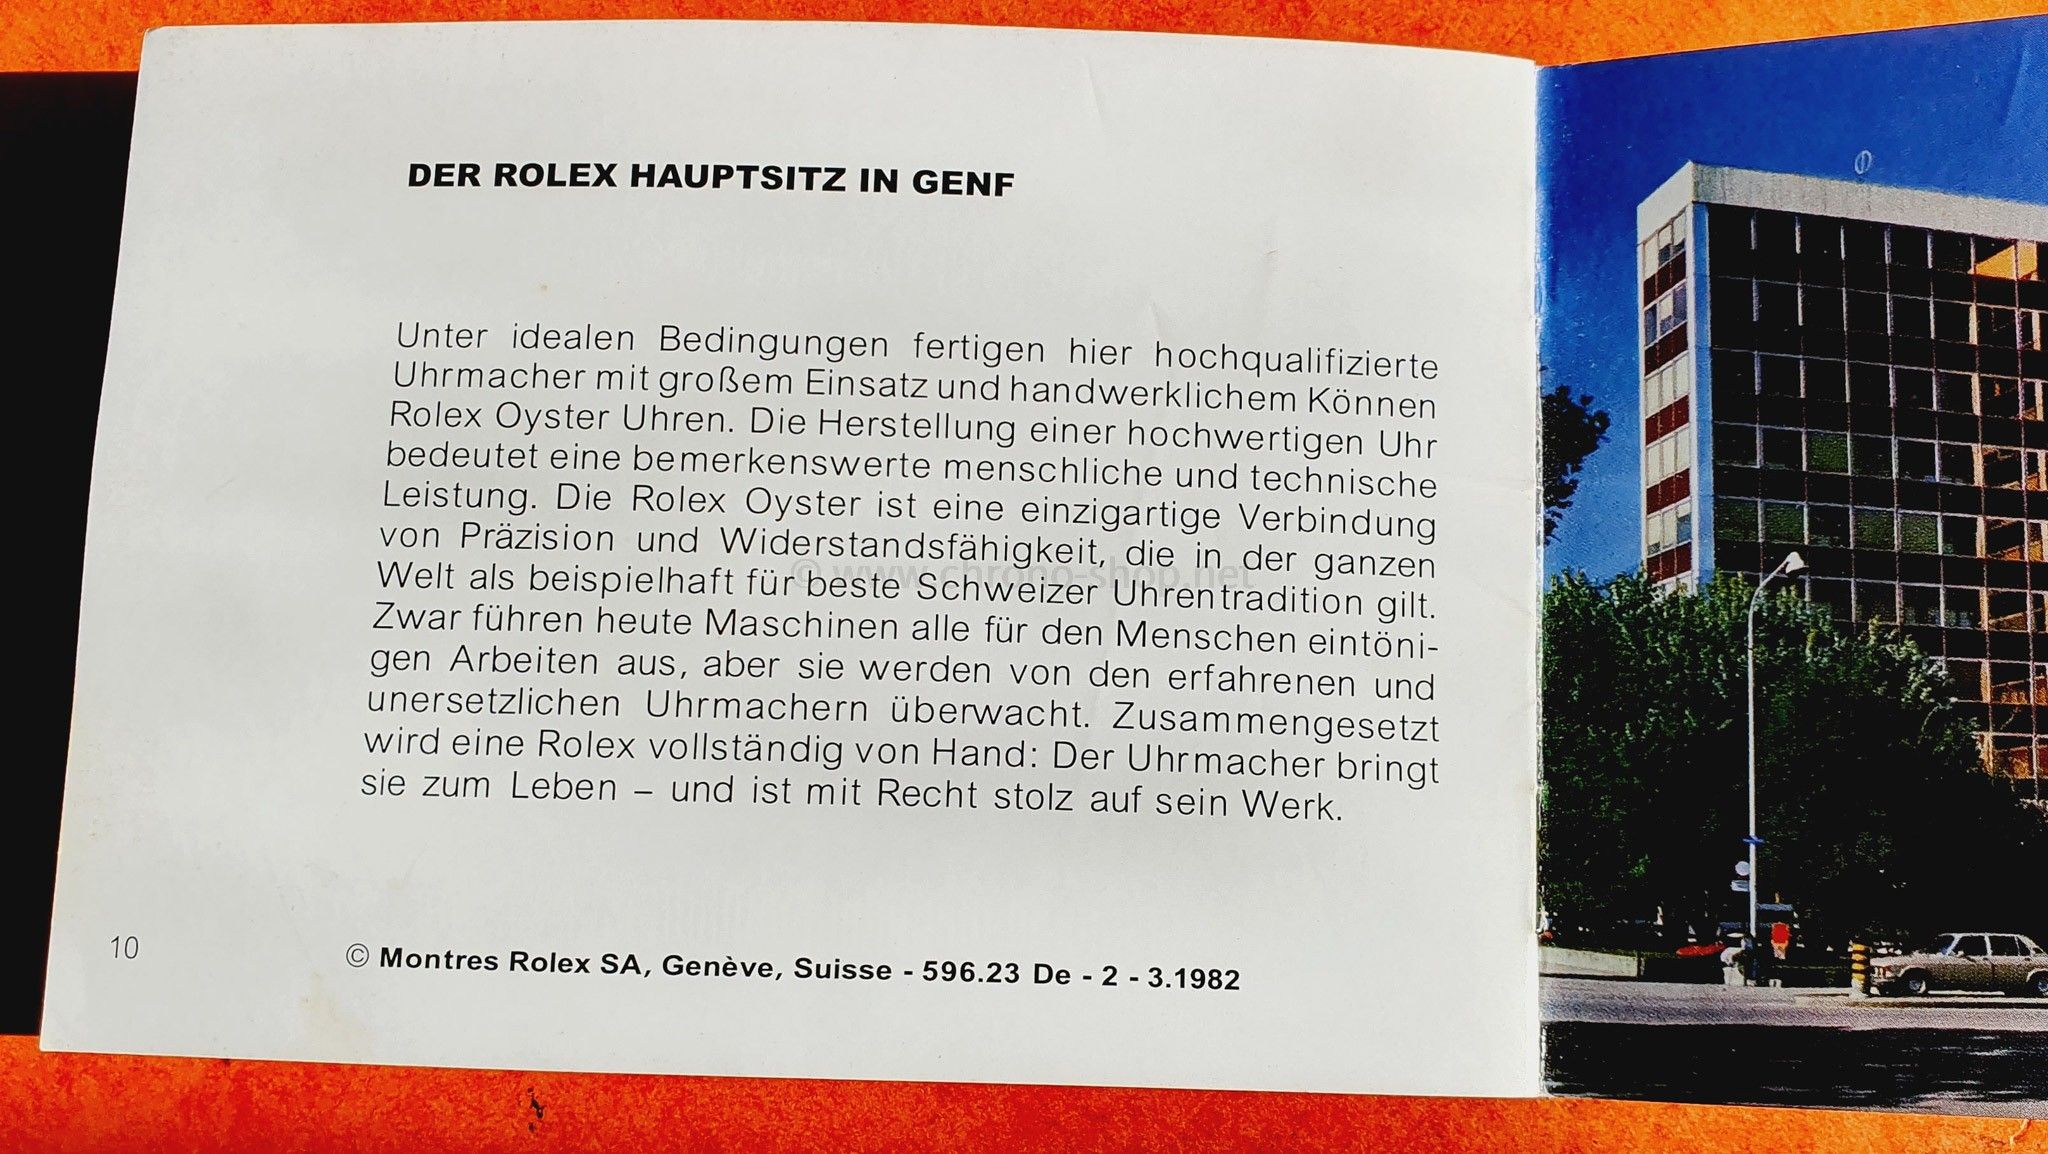 DER ROLEX HAUPTSITZ IN GENF
Unter idealen Bedingungen fertigen hier hochqualifizierte
Uhrmacher mit großem Einsatz und handwerklichem Können
Rolex Oyster Uhren. Die Herstellung einer hochwertigen Uhr
bedeutet eine bemerkenswerte menschliche und technische
Leistung. Die Rolex Oyster ist eine einzigartige Verbindung
von Präzision und Widerstandsfähigkeit, die in der ganzen
Welt als beispielhaft für beste Schweizer Uhrentradition gilt.
Zwar führen heute Maschinen alle für den Menschen eintöni-
gen Arbeiten aus, aber sie werden von den erfahrenen und
unersetzlichen Uhrmachern überwacht. Zusammengesetzt
wird eine Rolex vollständig von Hand: Der Uhrmacher bringt
sie zum Leben – und ist mit Recht stolz auf sein Werk.
10
© Montres Rolex SA, Genève, Suisse - 596.23 De - 2 - 3.1982
© www.chrono-shop.net